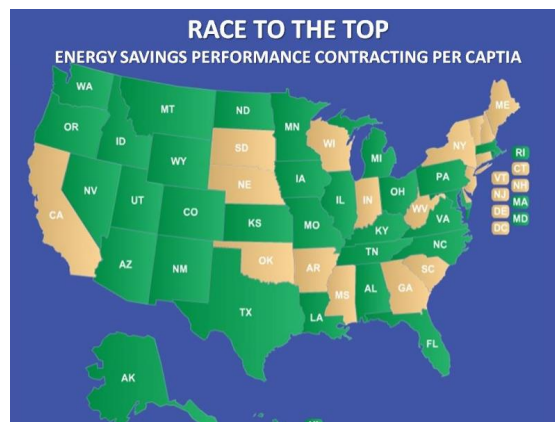 RACE TO THE TOP
ENERGY SAVINGS PERFORMANCE CONTRACTING PER CAPTIA
WA
MT
ND
MN
ME
OR
ID
SD
WI
MI
NY
RI
WY
CT
VT
NH
NV
UT
NE
IA
IL
IN
OH
PA
NJ
MA
CA
CO
KS
MO
KY
WV
VA
DE
MD
DC
AZ
NM
OK
AR
TN
NC
SC
TX
LA
MS
AL
GA
FL
AK